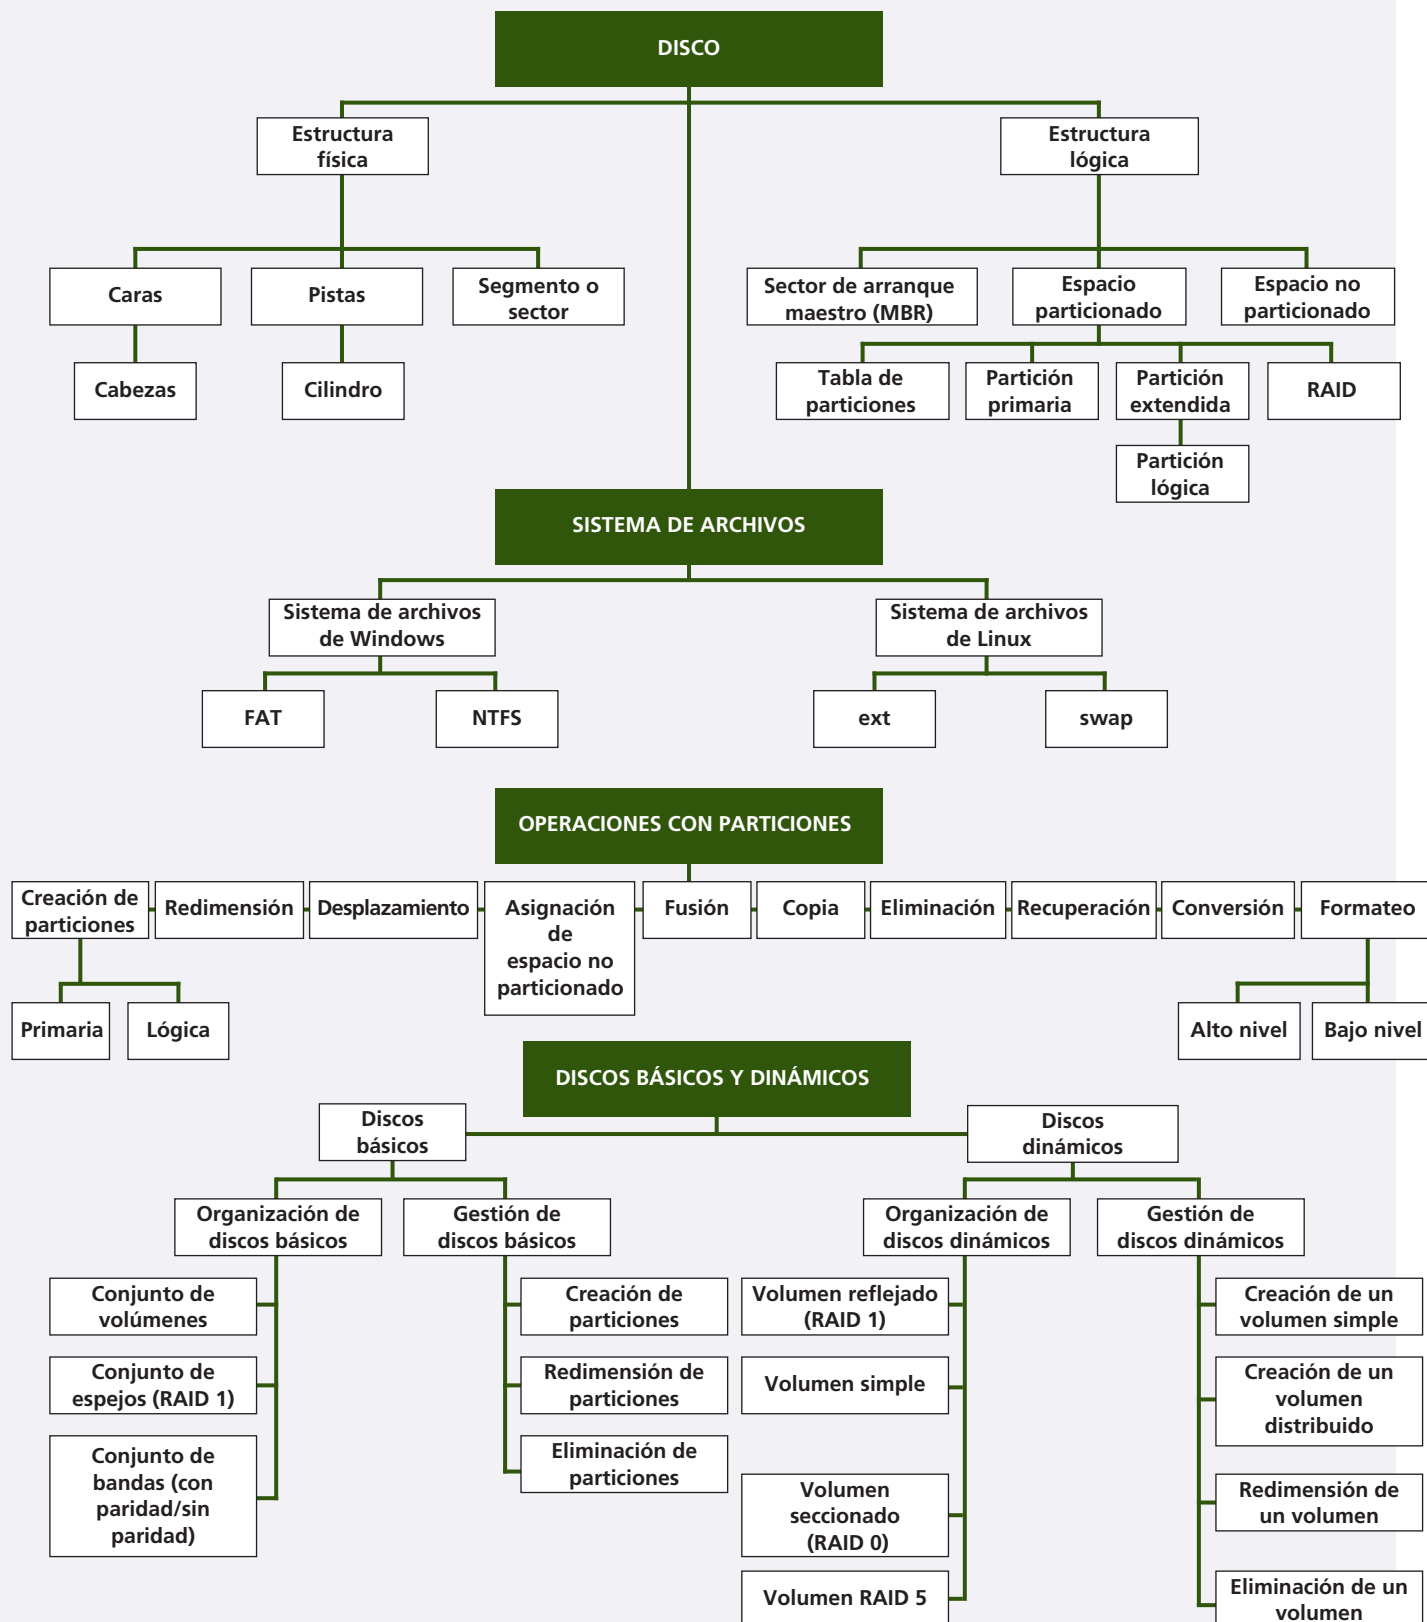 DISCO
Estructura
física
Estructura
lógica
Caras
Pistas
Segmento o
sector
Sector de arranque
maestro (MBR)
Espacio
particionado
Espacio no
particionado
Cabezas
Cilindro
Tabla de
particiones
Partición
primaria
Partición
extendida
RAID
Partición
lógica
SISTEMA DE ARCHIVOS
Sistema de archivos
de Windows
Sistema de archivos
de Linux
FAT
NTFS
ext
swap
OPERACIONES CON PARTICIONES
Creación de
particiones
Redimensión
Desplazamiento
Asignación
de
espacio no
particionado
Fusión
Copia
Eliminación
Recuperación
Conversión
Formateo
Primaria
Lógica
Alto nivel
Bajo nivel
DISCOS BÁSICOS Y DINÁMICOS
Discos
básicos
Discos
dinámicos
Organización de
discos básicos
Gestión de
discos básicos
Organización de
discos dinámicos
Gestión de
discos dinámicos
Conjunto de
volúmenes
Conjunto de
espejos (RAID 1)
Conjunto de
bandas (con
paridad/sin
paridad)
Creación de
particiones
Redimensión de
particiones
Eliminación de
particiones
Volumen reflejado
(RAID 1)
Volumen simple
Volumen
seccionado
(RAID 0)
Volumen RAID 5
Creación de un
volumen simple
Creación de un
volumen
distribuido
Redimensión de
un volumen
Eliminación de un
volumen